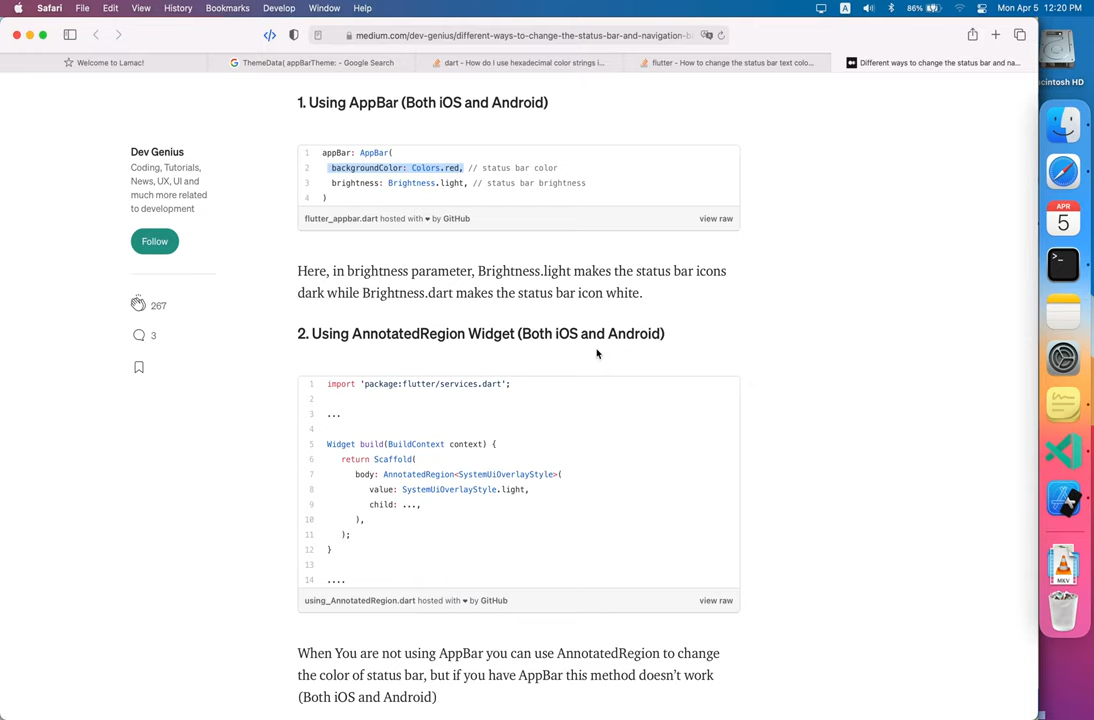 Safari File Edit View History Bookmarks Develop Window Help
A 86% Mon Apr 5 12:20 PM
medium.com/dev-genius/different-ways-to-change-the-status-bar-and-navigation-b
Welcome to Lamac!
ThemeData( appBarTheme: - Google Search
dart - How do I use hexadecimal color strings i...
flutter - How to change the status bar text colo...
Different ways to change the status bar and na...
cintosh HD
1. Using AppBar (Both iOS and Android)
Dev Genius
Coding, Tutorials,
News, UX, UI and
much more related
to development
Follow
267
3
1 appBar: AppBar(
2 backgroundColor: Colors.red, // status bar color
3 brightness: Brightness.light, // status bar brightness
4 )
flutter_appbar.dart hosted with ❤ by GitHub view raw
Here, in brightness parameter, Brightness.light makes the status bar icons
dark while Brightness.dart makes the status bar icon white.
2. Using AnnotatedRegion Widget (Both iOS and Android)
1 import 'package:flutter/services.dart';
2
3 ...
4
5 Widget build(BuildContext context) {
6 return Scaffold(
7 body: AnnotatedRegion<SystemUiOverlayStyle>(
8 value: SystemUiOverlayStyle.light,
9 child: ...,
10 ),
11 );
12 }
13
14 ....
using_AnnotatedRegion.dart hosted with ❤ by GitHub view raw
When You are not using AppBar you can use AnnotatedRegion to change
the color of status bar, but if you have AppBar this method doesn't work
(Both iOS and Android)
APR
5
MKV